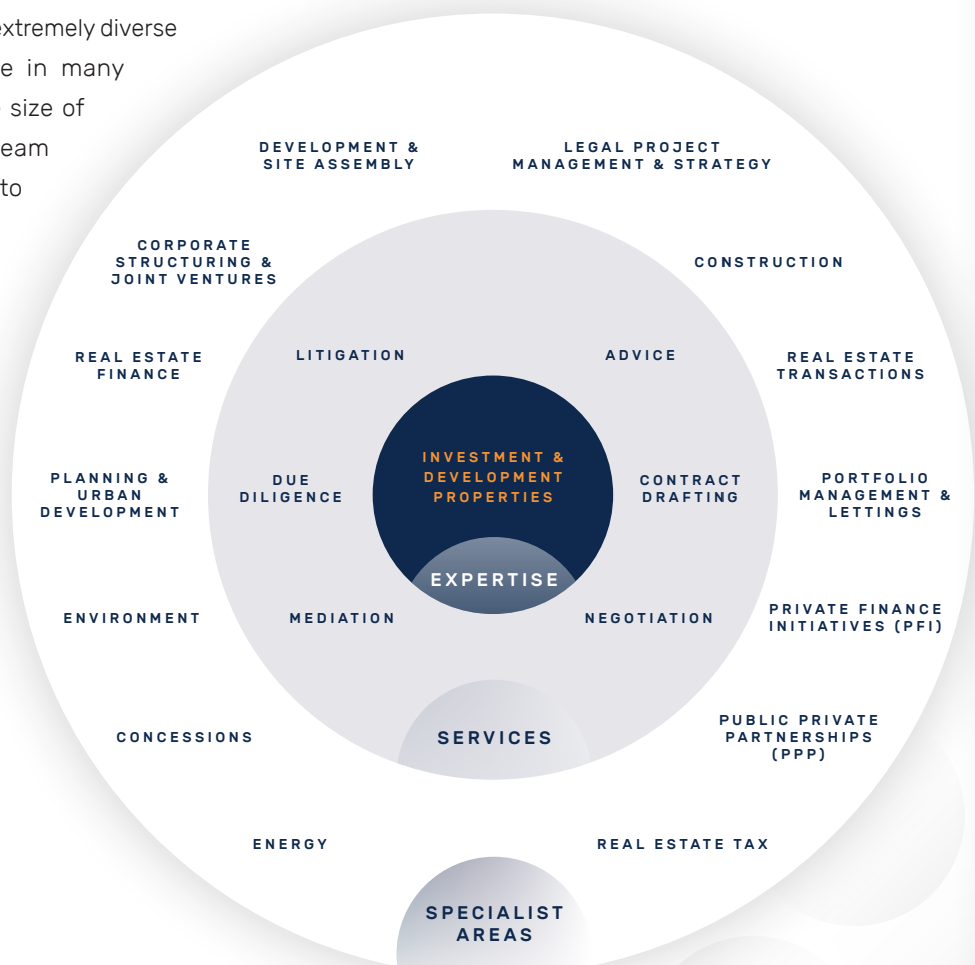 extremely diverse
e in many
size of
eam
to
DEVELOPMENT &
SITE ASSEMBLY
LEGAL PROJECT
MANAGEMENT & STRATEGY
CORPORATE
STRUCTURING &
JOINT VENTURES
CONSTRUCTION
REAL ESTATE
FINANCE
LITIGATION
ADVICE
REAL ESTATE
TRANSACTIONS
PLANNING &
URBAN
DEVELOPMENT
DUE
DILIGENCE
INVESTMENT &
DEVELOPMENT
PROPERTIES
CONTRACT
DRAFTING
PORTFOLIO
MANAGEMENT &
LETTINGS
EXPERTISE
ENVIRONMENT
MEDIATION
NEGOTIATION
PRIVATE FINANCE
INITIATIVES (PFI)
CONCESSIONS
SERVICES
PUBLIC PRIVATE
PARTNERSHIPS
(PPP)
ENERGY
REAL ESTATE TAX
SPECIALIST
AREAS